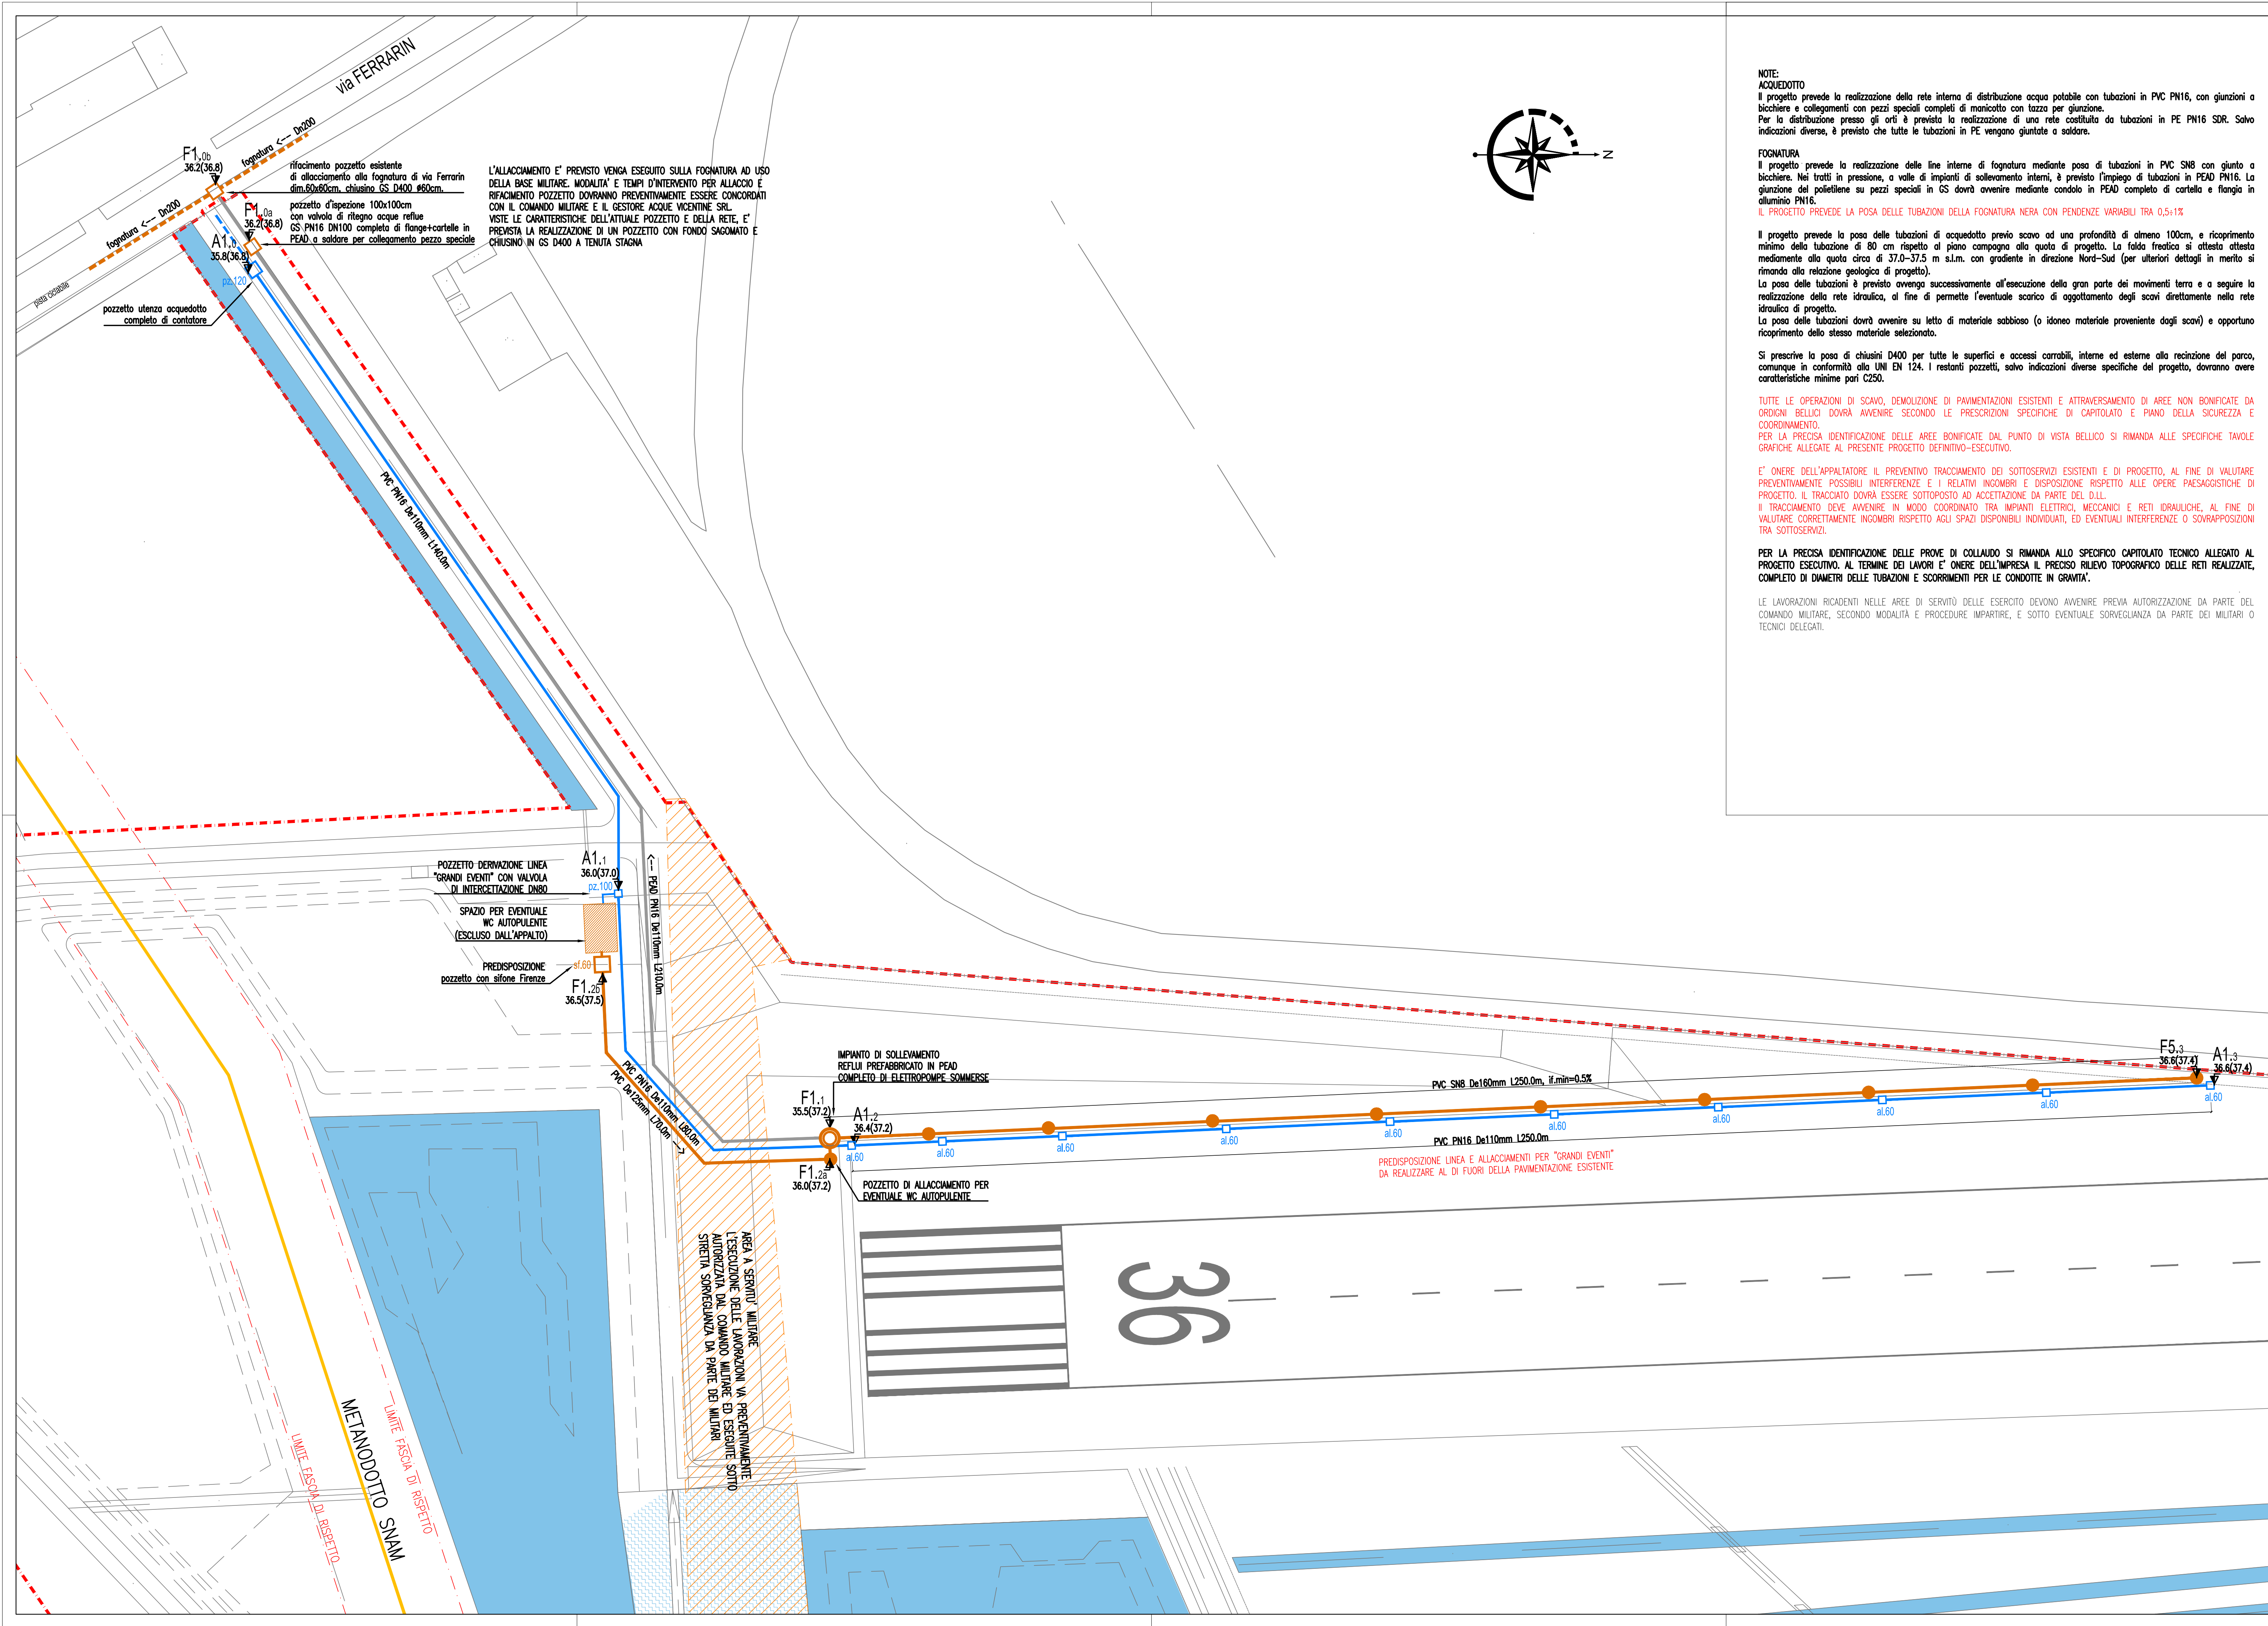 via FERRARIN
fognatura <--- Dn200
F1.0b
36.2(36.8)
rifacimento pozzetto esistente
di allacciamento alla fognatura di via Ferrarin
dim.60x60cm. chiusino GS D400 Ø60cm.
fognatura <--- Dn200
F1.0a
36.2(36.8)
pozzetto d'ispezione 100x100cm
con valvola di ritegno acque reflue
GS PN16 DN100 completa di flange+cartelle in
PEAD a saldare per collegamento pezzo speciale
A1.0
35.8(36.8)
pz.120
pista ciclabile
pozzetto utenza acquedotto
completo di contatore
L'ALLACCIAMENTO E' PREVISTO VENGA ESEGUITO SULLA FOGNATURA AD USO
DELLA BASE MILITARE. MODALITA' E TEMPI D'INTERVENTO PER ALLACCIO E
RIFACIMENTO POZZETTO DOVRANNO PREVENTIVAMENTE ESSERE CONCORDATI
CON IL COMANDO MILITARE E IL GESTORE ACQUE VICENTINE SRL.
VISTE LE CARATTERISTICHE DELL'ATTUALE POZZETTO E DELLA RETE, E'
PREVISTA LA REALIZZAZIONE DI UN POZZETTO CON FONDO SAGOMATO E
CHIUSINO IN GS D400 A TENUTA STAGNA
N
NOTE:
ACQUEDOTTO
Il progetto prevede la realizzazione della rete interna di distribuzione acqua potabile con tubazioni in PVC PN16, con giunzioni a
bicchiere e collegamenti con pezzi speciali completi di manicotto con tazza per giunzione.
Per la distribuzione presso gli orti è prevista la realizzazione di una rete costituita da tubazioni in PE PN16 SDR. Salvo
indicazioni diverse, è previsto che tutte le tubazioni in PE vengano giuntate a saldare.
FOGNATURA
Il progetto prevede la realizzazione delle line interne di fognatura mediante posa di tubazioni in PVC SN8 con giunto a
bicchiere. Nei tratti in pressione, a valle di impianti di sollevamento interni, è previsto l'impiego di tubazioni in PEAD PN16. La
giunzione del polietilene su pezzi speciali in GS dovrà avvenire mediante condolo in PEAD completo di cartella e flangia in
alluminio PN16.
IL PROGETTO PREVEDE LA POSA DELLE TUBAZIONI DELLA FOGNATURA NERA CON PENDENZE VARIABILI TRA 0,5÷1%
Il progetto prevede la posa delle tubazioni di acquedotto previo scavo ad una profondità di almeno 100cm, e ricoprimento
minimo della tubazione di 80 cm rispetto al piano campagna alla quota di progetto. La falda freatica si attesta attesta
mediamente alla quota circa di 37.0-37.5 m s.l.m. con gradiente in direzione Nord-Sud (per ulteriori dettagli in merito si
rimanda alla relazione geologica di progetto).
La posa delle tubazioni è previsto avvenga successivamente all'esecuzione della gran parte dei movimenti terra e a seguire la
realizzazione della rete idraulica, al fine di permette l'eventuale scarico di aggottamento degli scavi direttamente nella rete
idraulica di progetto.
La posa delle tubazioni dovrà avvenire su letto di materiale sabbioso (o idoneo materiale proveniente dagli scavi) e opportuno
ricoprimento dello stesso materiale selezionato.
Si prescrive la posa di chiusini D400 per tutte le superfici e accessi carrabili, interne ed esterne alla recinzione del parco,
comunque in conformità alla UNI EN 124. I restanti pozzetti, salvo indicazioni diverse specifiche del progetto, dovranno avere
caratteristiche minime pari C250.
TUTTE LE OPERAZIONI DI SCAVO, DEMOLIZIONE DI PAVIMENTAZIONI ESISTENTI E ATTRAVERSAMENTO DI AREE NON BONIFICATE DA
ORDIGNI BELLICI DOVRÀ AVVENIRE SECONDO LE PRESCRIZIONI SPECIFICHE DI CAPITOLATO E PIANO DELLA SICUREZZA E
COORDINAMENTO.
PER LA PRECISA IDENTIFICAZIONE DELLE AREE BONIFICATE DAL PUNTO DI VISTA BELLICO SI RIMANDA ALLE SPECIFICHE TAVOLE
GRAFICHE ALLEGATE AL PRESENTE PROGETTO DEFINITIVO-ESECUTIVO.
E' ONERE DELL'APPALTATORE IL PREVENTIVO TRACCIAMENTO DEI SOTTOSERVIZI ESISTENTI E DI PROGETTO, AL FINE DI VALUTARE
PREVENTIVAMENTE POSSIBILI INTERFERENZE E I RELATIVI INGOMBRI E DISPOSIZIONE RISPETTO ALLE OPERE PAESAGGISTICHE DI
PROGETTO. IL TRACCIATO DOVRÀ ESSERE SOTTOPOSTO AD ACCETTAZIONE DA PARTE DEL D.LL.
Il TRACCIAMENTO DEVE AVVENIRE IN MODO COORDINATO TRA IMPIANTI ELETTRICI, MECCANICI E RETI IDRAULICHE, AL FINE DI
VALUTARE CORRETTAMENTE INGOMBRI RISPETTO AGLI SPAZI DISPONIBILI INDIVIDUATI, ED EVENTUALI INTERFERENZE O SOVRAPPOSIZIONI
TRA SOTTOSERVIZI.
PER LA PRECISA IDENTIFICAZIONE DELLE PROVE DI COLLAUDO SI RIMANDA ALLO SPECIFICO CAPITOLATO TECNICO ALLEGATO AL
PROGETTO ESECUTIVO. AL TERMINE DEI LAVORI E' ONERE DELL'IMPRESA IL PRECISO RILIEVO TOPOGRAFICO DELLE RETI REALIZZATE,
COMPLETO DI DIAMETRI DELLE TUBAZIONI E SCORRIMENTI PER LE CONDOTTE IN GRAVITA'.
LE LAVORAZIONI RICADENTI NELLE AREE DI SERVITÙ DELLE ESERCITO DEVONO AVVENIRE PREVIA AUTORIZZAZIONE DA PARTE DEL
COMANDO MILITARE, SECONDO MODALITÀ E PROCEDURE IMPARTIRE, E SOTTO EVENTUALE SORVEGLIANZA DA PARTE DEI MILITARI O
TECNICI DELEGATI.
PVC PN16 De110mm L140.0m
POZZETTO DERIVAZIONE LINEA
"GRANDI EVENTI" CON VALVOLA
DI INTERCETTAZIONE DN80
A1.1
36.0(37.0)
pz.100
<--- PEAD PN16 De110mm L210.0m
SPAZIO PER EVENTUALE
WC AUTOPULENTE
(ESCLUSO DALL'APPALTO)
PREDISPOSIZIONE
pozzetto con sifone Firenze
sf.60
F1.2b
36.5(37.5)
PVC PN16 De110mm L80.0m
PVC De125mm L70.0m -->
IMPIANTO DI SOLLEVAMENTO
REFLUI PREFABBRICATO IN PEAD
COMPLETO DI ELETTROPOMPE SOMMERSE
F1.1
35.5(37.2)
A1.2
36.4(37.2)
al.60
F1.2a
36.0(37.2)
POZZETTO DI ALLACCIAMENTO PER
EVENTUALE WC AUTOPULENTE
PVC SN8 De160mm L250.0m, if.min=0.5%
F5.3
36.6(37.4)
A1.3
36.6(37.4)
al.60
al.60
al.60
al.60
al.60
al.60
al.60
al.60
al.60
PVC PN16 De110mm L250.0m
PREDISPOSIZIONE LINEA E ALLACCIAMENTI PER "GRANDI EVENTI"
DA REALIZZARE AL DI FUORI DELLA PAVIMENTAZIONE ESISTENTE
AREA A SERVITU' MILITARE
L'ESECUZIONE DELLE LAVORAZIONI VA PREVENTIVAMENTE
AUTORIZZATA DAL COMANDO MILITARE ED ESEGUITE SOTTO
STRETTA SORVEGLIANZA DA PARTE DEI MILITARI
36
LIMITE FASCIA DI RISPETTO
METANODOTTO SNAM
LIMITE FASCIA DI RISPETTO